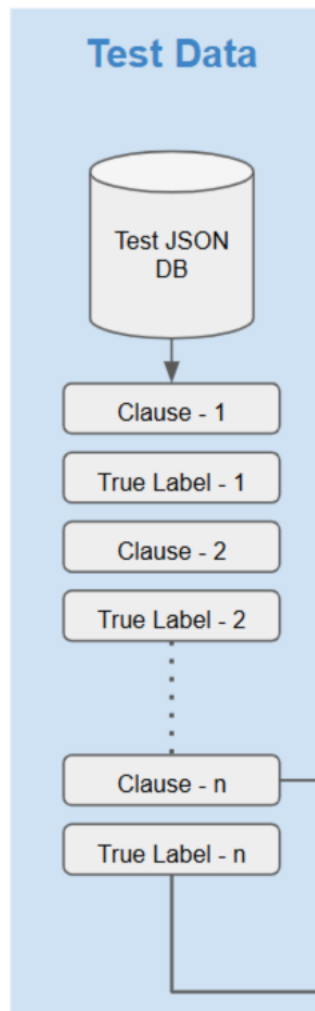 Test Data
Test JSON
DB
Clause - 1
True Label - 1
Clause - 2
True Label - 2
Clause - n
True Label - n